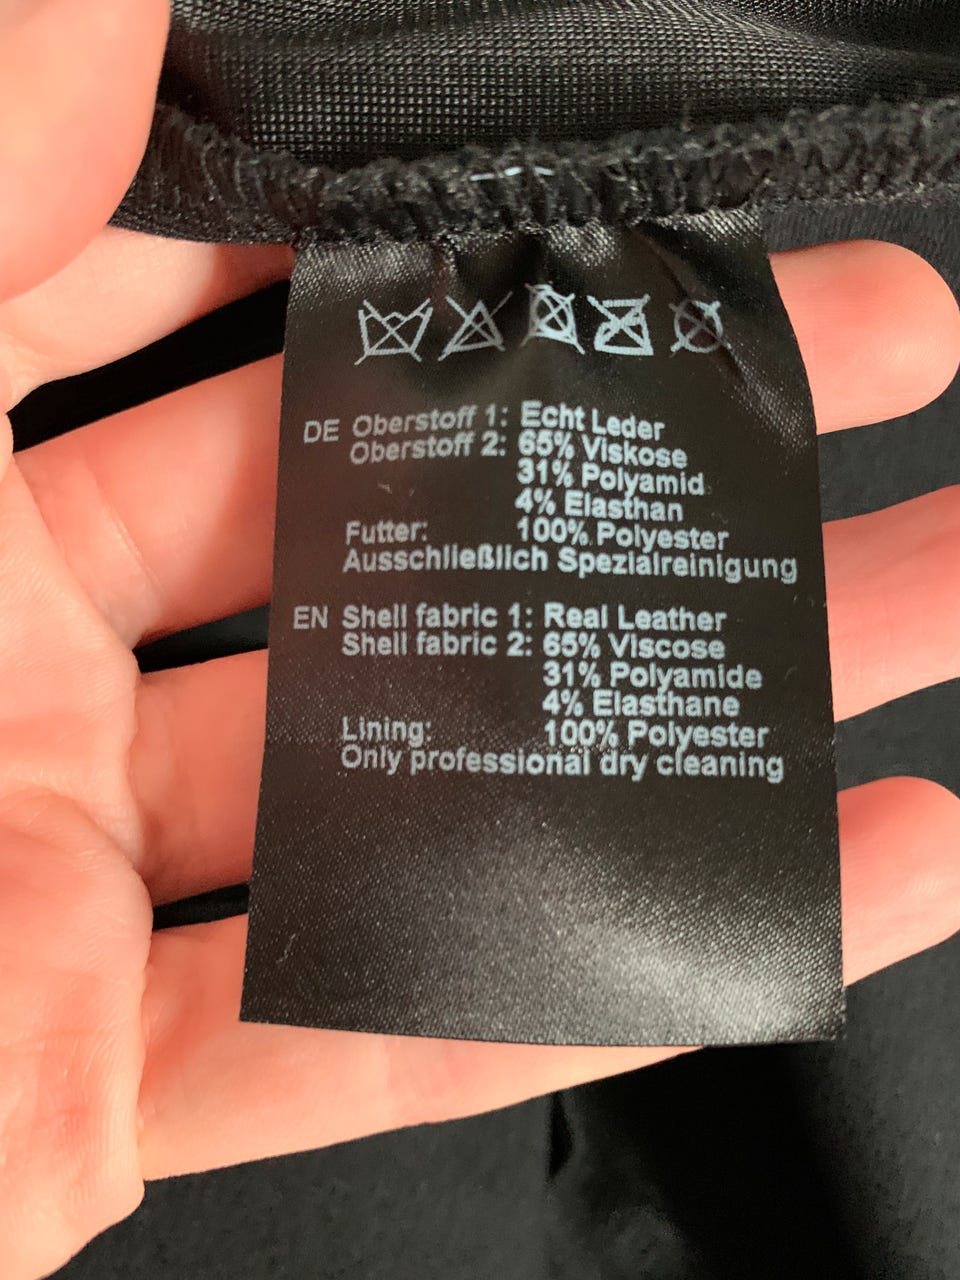 DE Oberstoff 1: Echt Leder
Oberstoff 2: 65% Viskose
31% Polyamid
4% Elasthan
Futter: 100% Polyester
Ausschließlich Spezialreinigung
EN Shell fabric 1: Real Leather
Shell fabric 2: 65% Viscose
31% Polyamide
4% Elasthane
Lining: 100% Polyester
Only professional dry cleaning